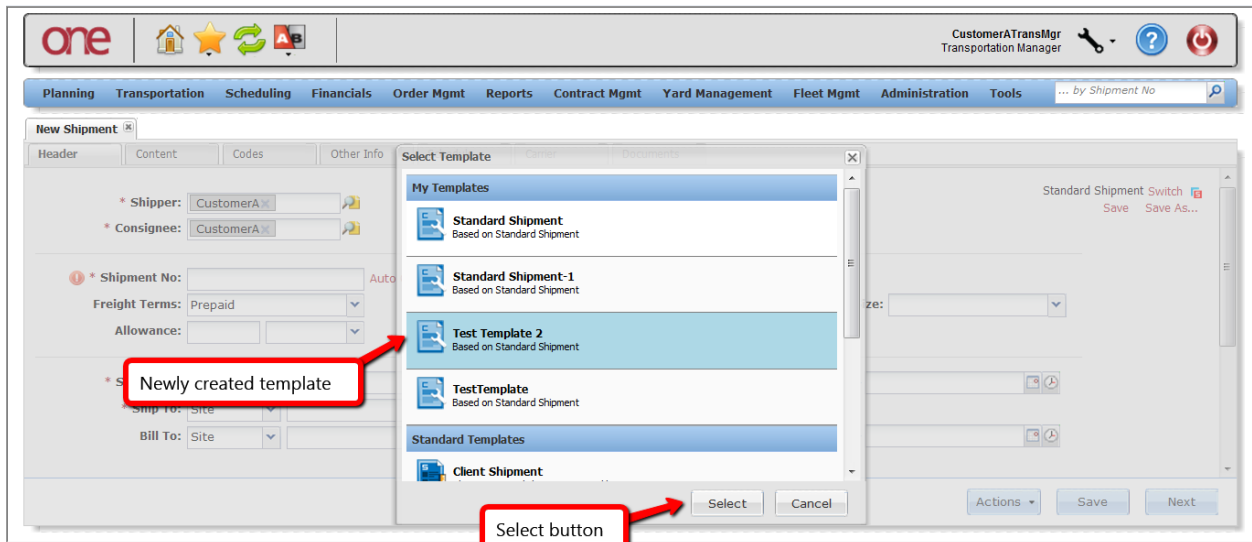 one
CustomerATransMgr
Transportation Manager
Planning Transportation Scheduling Financials Order Mgmt Reports Contract Mgmt Yard Management Fleet Mgmt Administration Tools ... by Shipment No
New Shipment
Header Content Codes Other Info Carrier Documents
Select Template
My Templates
Standard Shipment
Based on Standard Shipment
Standard Shipment-1
Based on Standard Shipment
Test Template 2
Based on Standard Shipment
TestTemplate
Based on Standard Shipment
Standard Templates
Client Shipment
Select Cancel
* Shipper: CustomerA
* Consignee: CustomerA
Standard Shipment Switch
Save Save As...
* Shipment No: Auto
Freight Terms: Prepaid
ze:
Allowance:
* S
* Ship To: Site
Bill To: Site
Newly created template
Select button
Actions Save Next